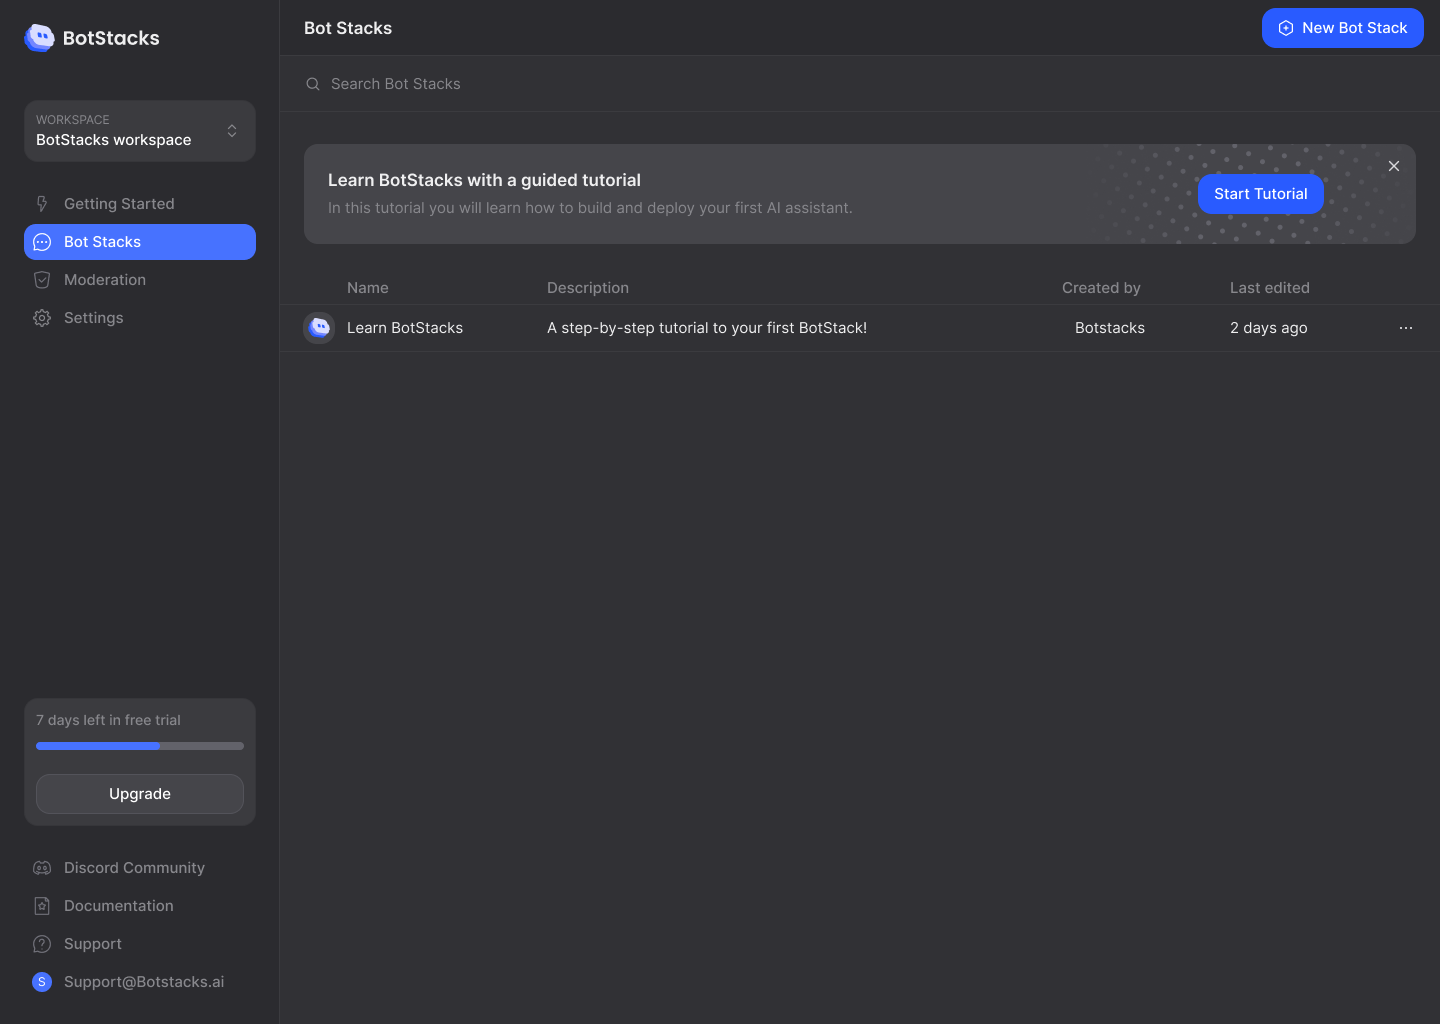 BotStacks
WORKSPACE
BotStacks workspace
Getting Started
Bot Stacks
Moderation
Settings
7 days left in free trial
Upgrade
Discord Community
Documentation
Support
S Support@Botstacks.ai
Bot Stacks
New Bot Stack
Search Bot Stacks
Learn BotStacks with a guided tutorial
In this tutorial you will learn how to build and deploy your first AI assistant.
Start Tutorial
Name Description Created by Last edited
Learn BotStacks A step-by-step tutorial to your first BotStack! Botstacks 2 days ago